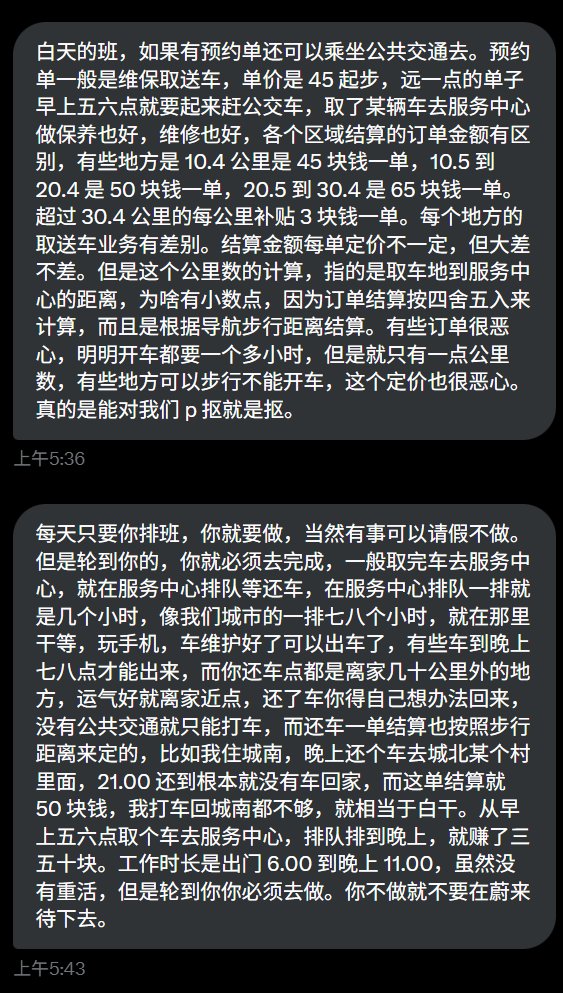 白天的班，如果有预约单还可以乘坐公共交通去。预约
单一般是维保取送车，单价是 45 起步，远一点的单子
早上五六点就要起来赶公交车，取了某辆车去服务中心
做保养也好，维修也好，各个区域结算的订单金额有区
别，有些地方是 10.4 公里是 45 块钱一单，10.5 到
20.4 是 50 块钱一单，20.5 到 30.4 是 65 块钱一单。
超过 30.4 公里的每公里补贴 3 块钱一单。每个地方的
取送车业务有差别。结算金额每单定价不一定，但大差
不差。但是这个公里数的计算，指的是取车地到服务中
心的距离，为啥有小数点，因为订单结算按四舍五入来
计算，而且是根据导航步行距离结算。有些订单很恶
心，明明开车都要一个多小时，但是就只有一点公里
数，有些地方可以步行不能开车，这个定价也很恶心。
真的是能对我们 p 抠就是抠。
上午5:36
每天只要你排班，你就要做，当然有事可以请假不做。
但是轮到你的，你就必须去完成，一般取完车去服务中
心，就在服务中心排队等还车，在服务中心排队一排就
是几个小时，像我们城市的一排七八个小时，就在那里
干等，玩手机，车维护好了可以出车了，有些车到晚上
七八点才能出来，而你还车点都是离家几十公里外的地
方，运气好就离家近点，还了车你得自己想办法回来，
没有公共交通就只能打车，而还车一单结算也按照步行
距离来定的，比如我住城南，晚上还个车去城北某个村
里面，21.00 还到根本就没有车回家，而这单结算就
50 块钱，我打车回城南都不够，就相当于白干。从早
上五六点取个车去服务中心，排队排到晚上，就赚了三
五十块。工作时长是出门 6.00 到晚上 11.00，虽然没
有重活，但是轮到你你必须去做。你不做就不要在蔚来
待下去。
上午5:43